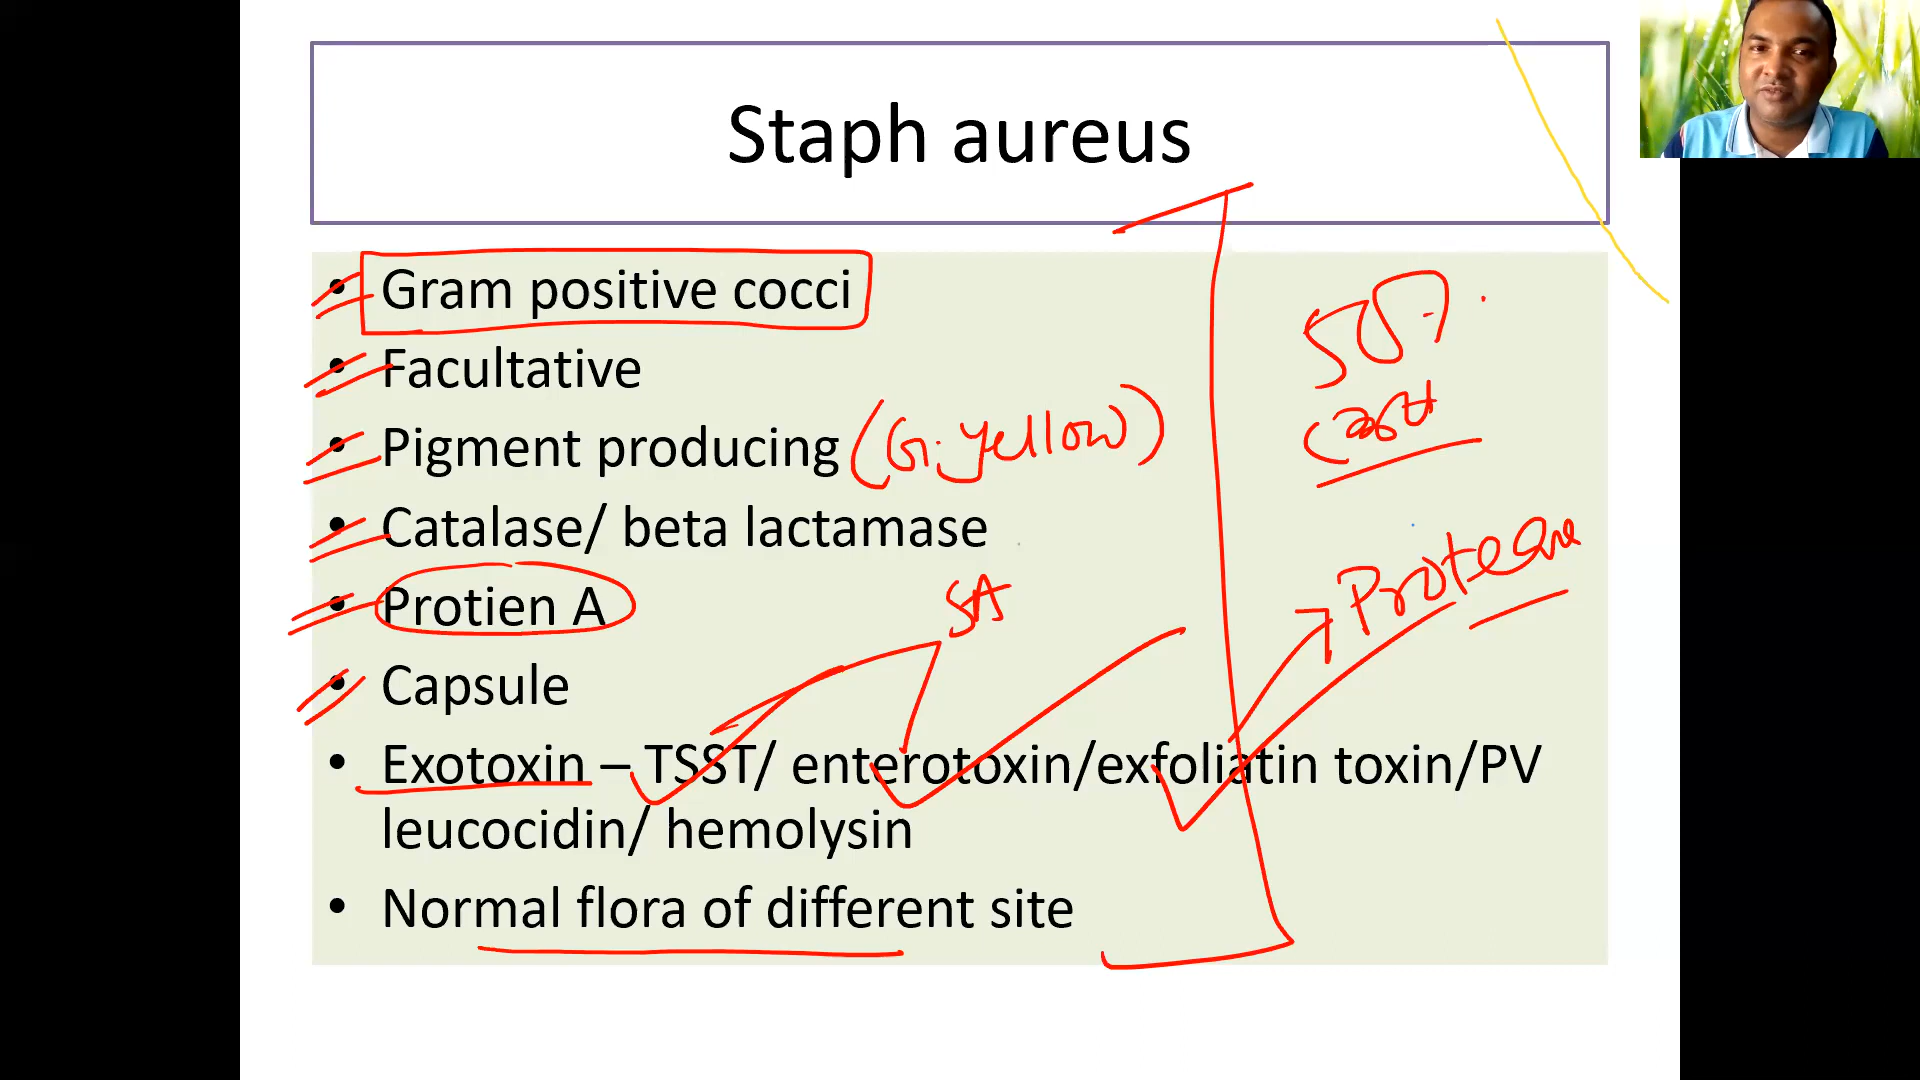 Staph aureus
• Gram positive cocci
• Facultative
• Pigment producing (G. yellow)
• Catalase/ beta lactamase
• Protien A
SA
• Capsule
• Exotoxin – TSST/ enterotoxin/exfoliatin toxin/PV
leucocidin/ hemolysin
• Normal flora of different site